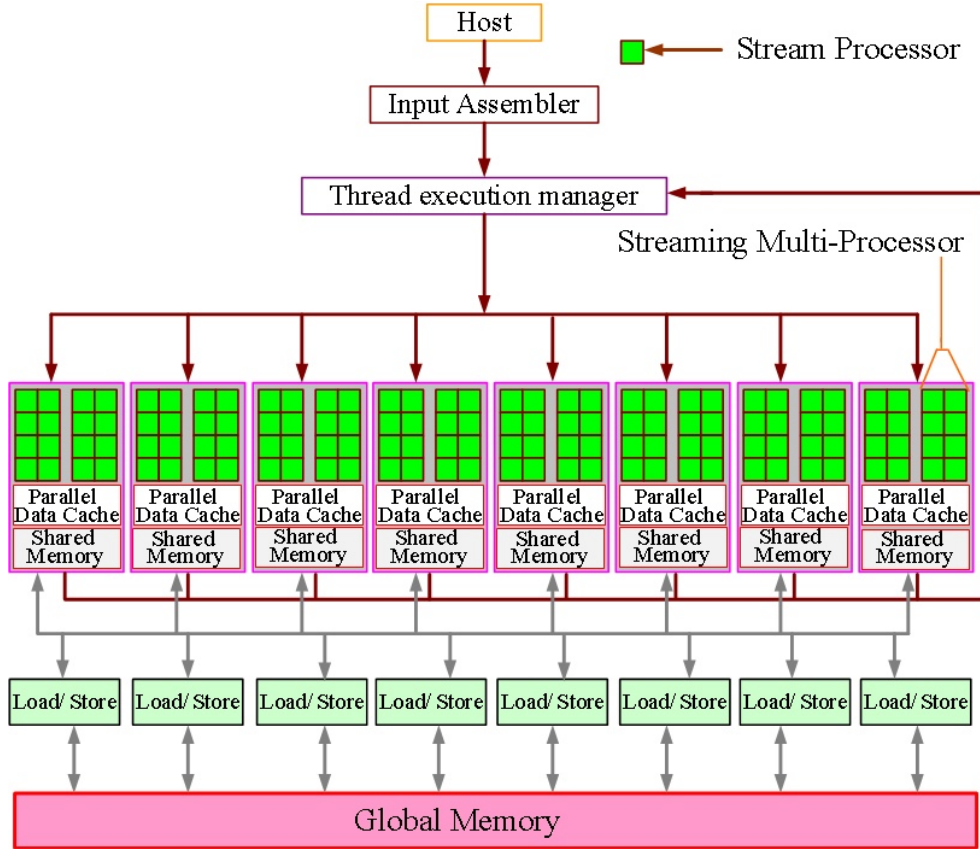 Host
Stream Processor
Input Assembler
Thread execution manager
Streaming Multi-Processor
Parallel Parallel Parallel Parallel Parallel Parallel Parallel Parallel
Data Cache Data Cache Data Cache Data Cache Data Cache Data Cache Data Cache Data Cache
Shared Shared Shared Shared Shared Shared Shared Shared
Memory Memory Memory Memory Memory Memory Memory Memory
Load/ Store Load/ Store Load/ Store Load/ Store Load/ Store Load/ Store Load/ Store Load/ Store
Global Memory